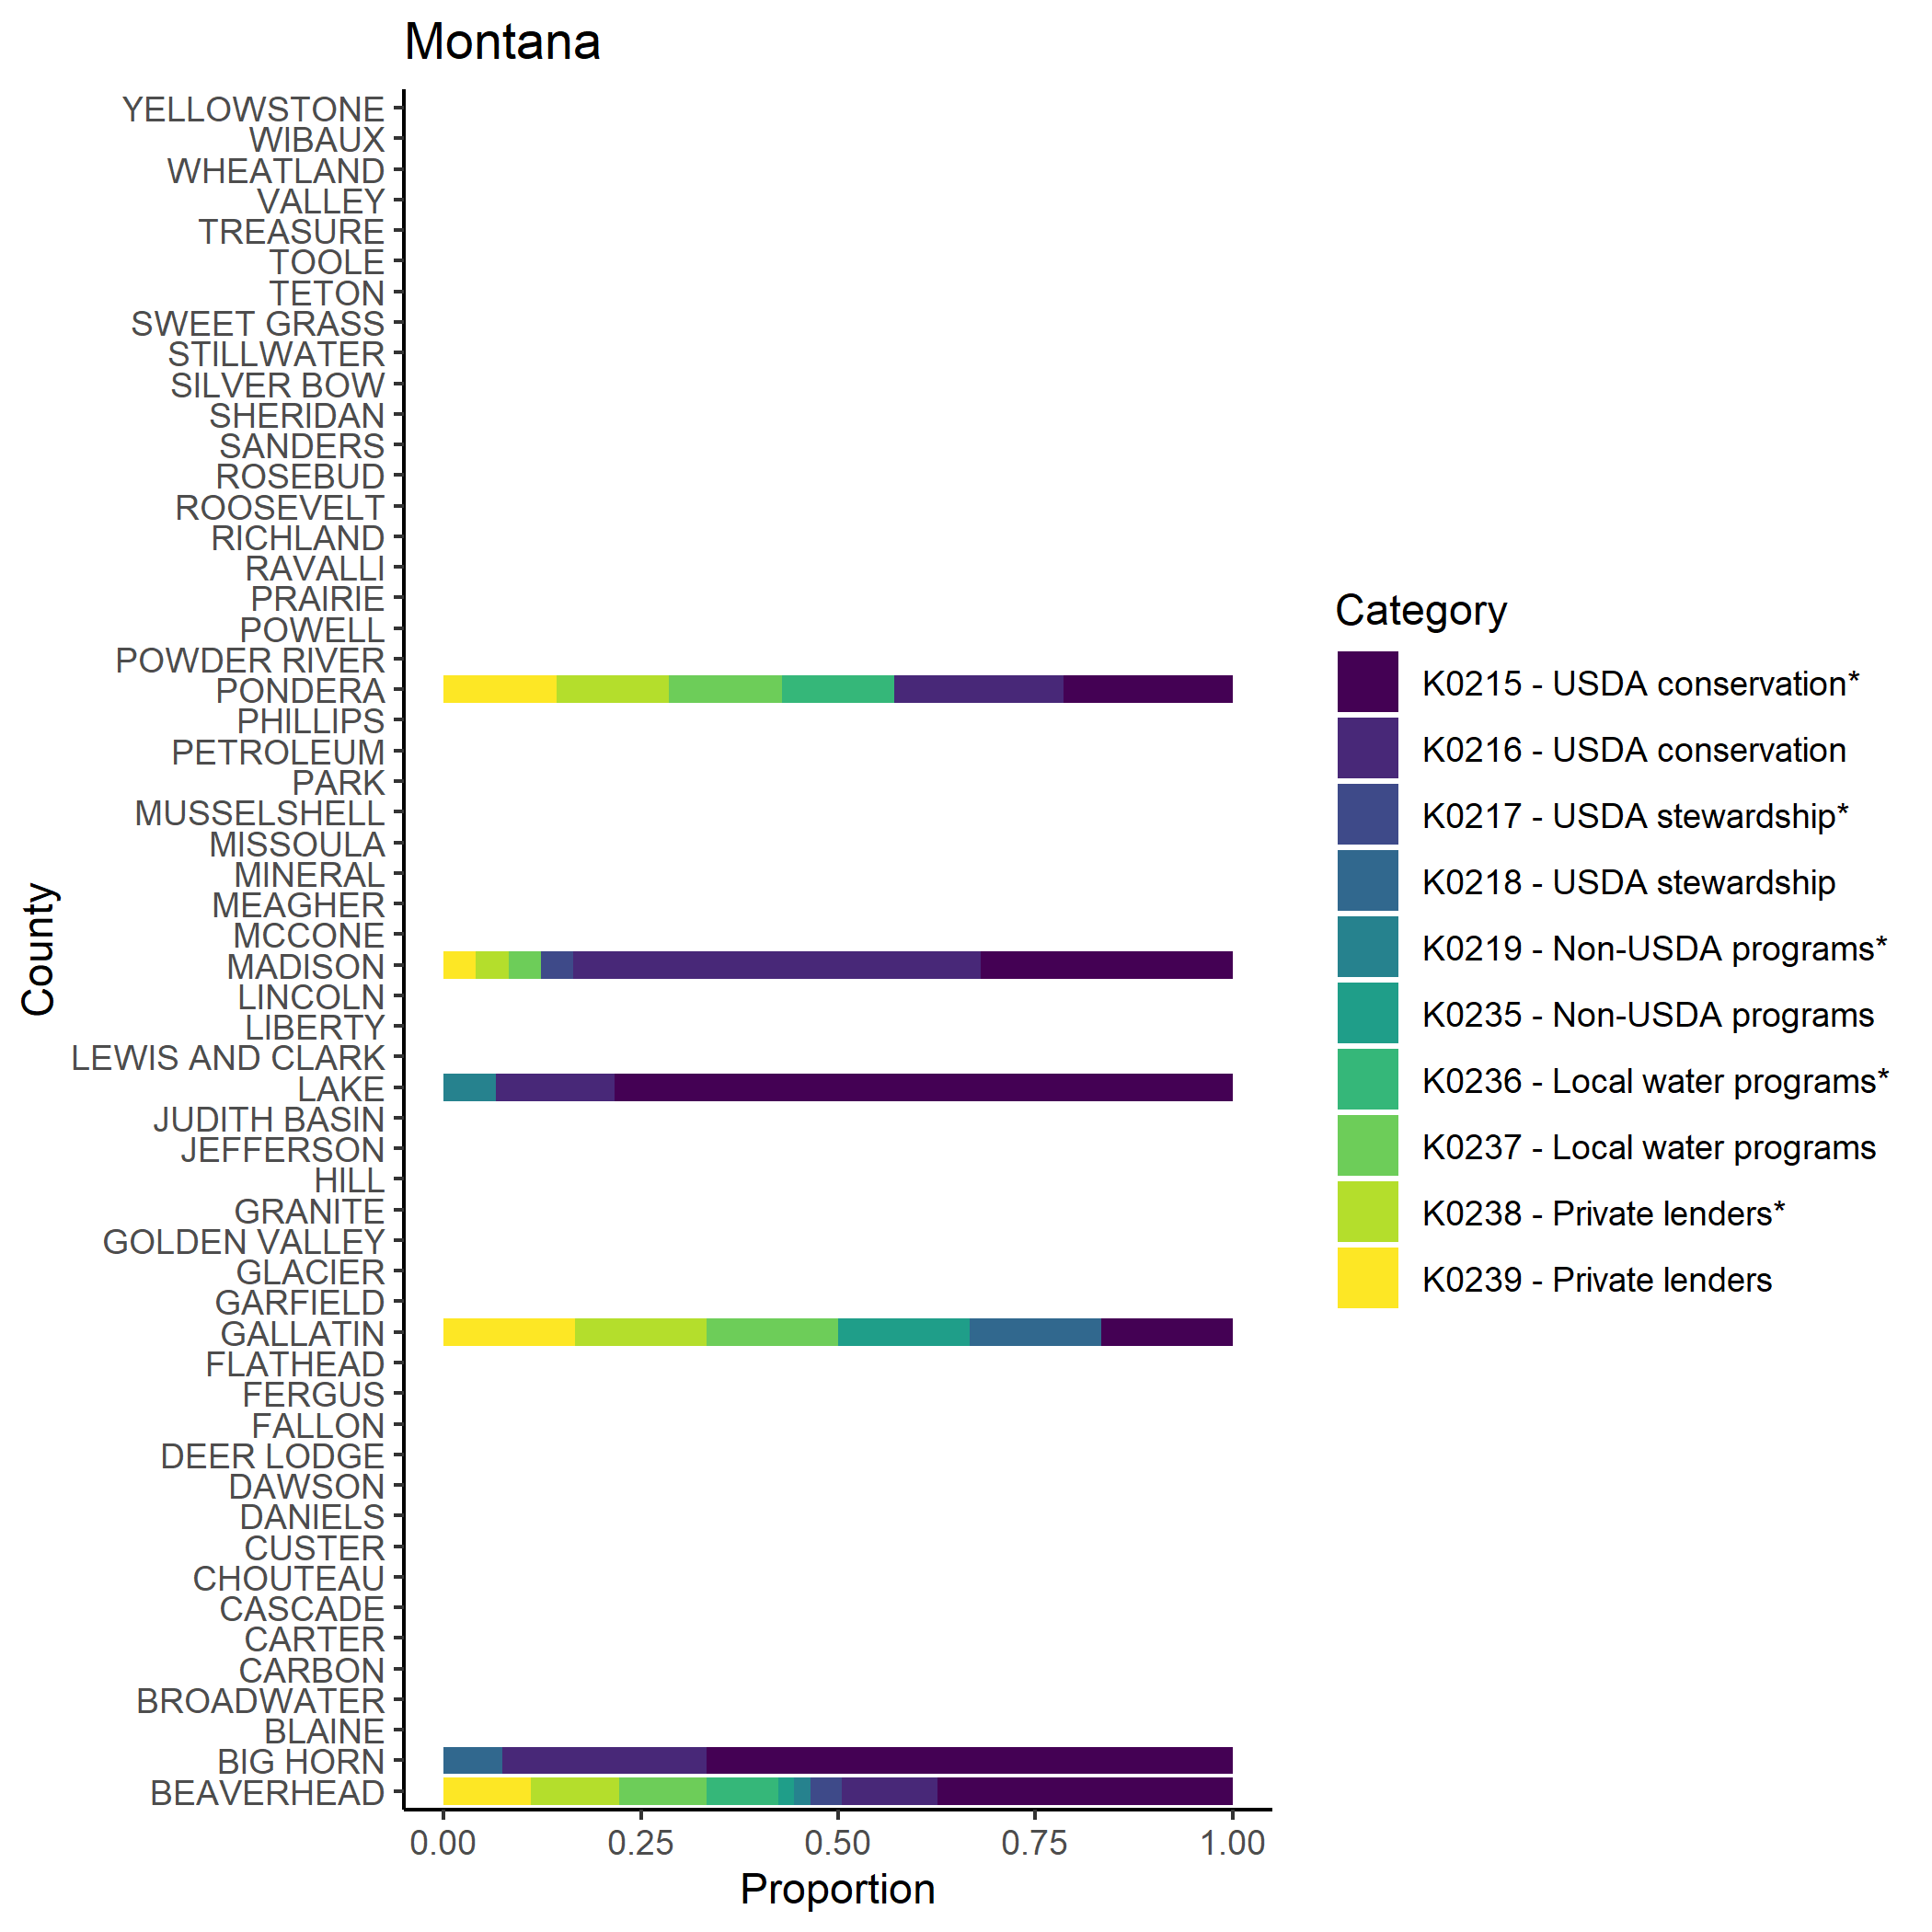 Montana
YELLOWSTONE
WIBAUX
WHEATLAND
VALLEY
TREASURE
TOOLE
TETON
SWEET GRASS
STILLWATER
SILVER BOW
SHERIDAN
SANDERS
ROSEBUD
ROOSEVELT
RICHLAND
RAVALLI
PRAIRIE
POWELL
POWDER RIVER
PONDERA
PHILLIPS
PETROLEUM
PARK
MUSSELSHELL
MISSOULA
MINERAL
MEAGHER
MCCONE
MADISON
LINCOLN
LIBERTY
LEWIS AND CLARK
LAKE
JUDITH BASIN
JEFFERSON
HILL
GRANITE
GOLDEN VALLEY
GLACIER
GARFIELD
GALLATIN
FLATHEAD
FERGUS
FALLON
DEER LODGE
DAWSON
DANIELS
CUSTER
CHOUTEAU
CASCADE
CARTER
CARBON
BROADWATER
BLAINE
BIG HORN
BEAVERHEAD
County
0.00 0.25 0.50 0.75 1.00
Proportion
Category
K0215 - USDA conservation*
K0216 - USDA conservation
K0217 - USDA stewardship*
K0218 - USDA stewardship
K0219 - Non-USDA programs*
K0235 - Non-USDA programs
K0236 - Local water programs*
K0237 - Local water programs
K0238 - Private lenders*
K0239 - Private lenders